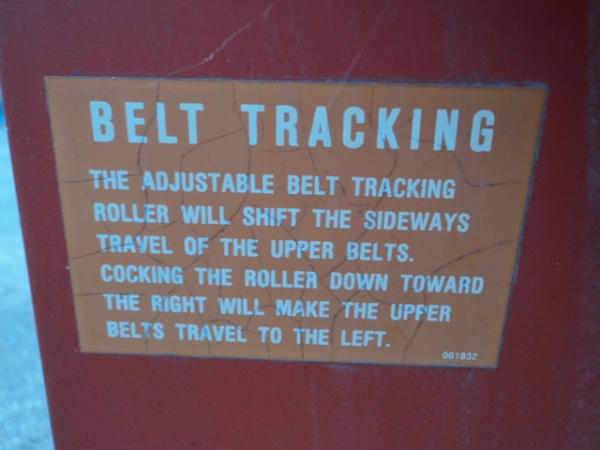 BELT TRACKING
THE ADJUSTABLE BELT TRACKING
ROLLER WILL SHIFT THE SIDEWAYS
TRAVEL OF THE UPPER BELTS.
COCKING THE ROLLER DOWN TOWARD
THE RIGHT WILL MAKE THE UPPER
BELTS TRAVEL TO THE LEFT.
061832